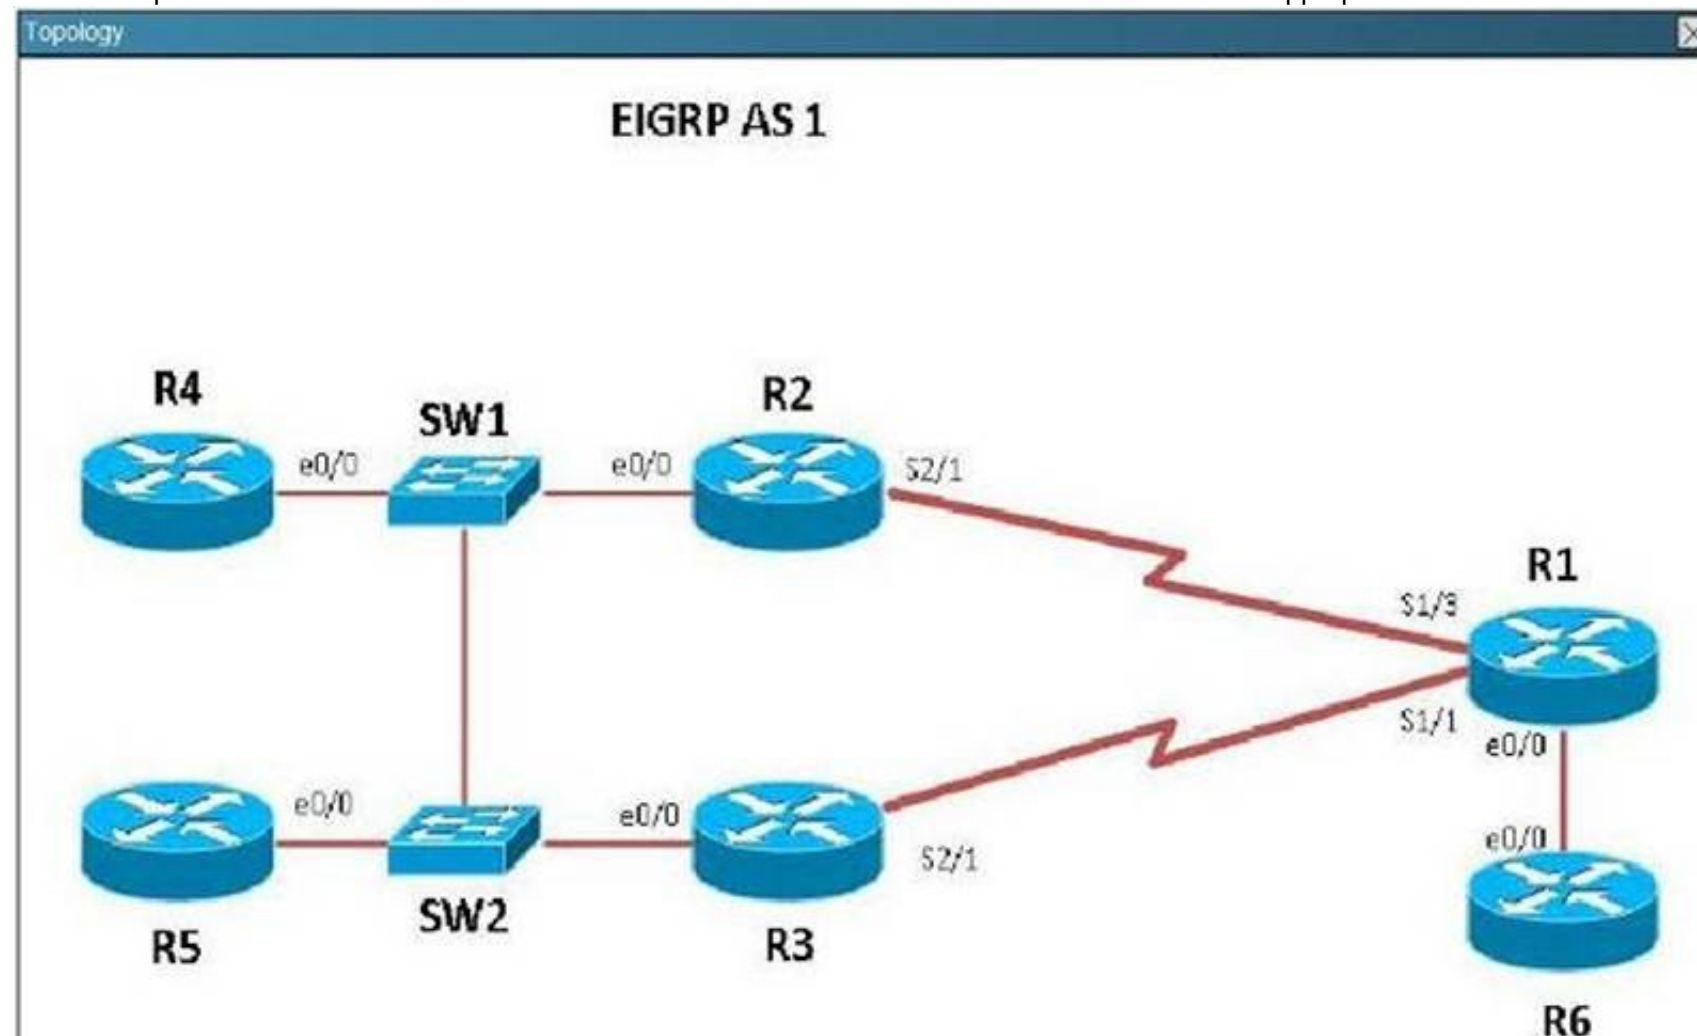 Topology
EIGRP AS 1
R4
SW1
R2
e0/0
e0/0
S2/1
R1
S1/3
S1/1
e0/0
e0/0
e0/0
e0/0
S2/1
R5
SW2
R3
R6